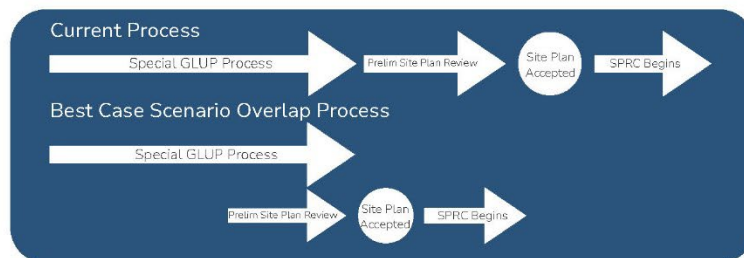 Current Process
Special GLUP Process
Prelim Site Plan Review
Site Plan
Accepted
SPRC Begins
Best Case Scenario Overlap Process
Special GLUP Process
Prelim Site Plan Review
Site Plan
Accepted
SPRC Begins